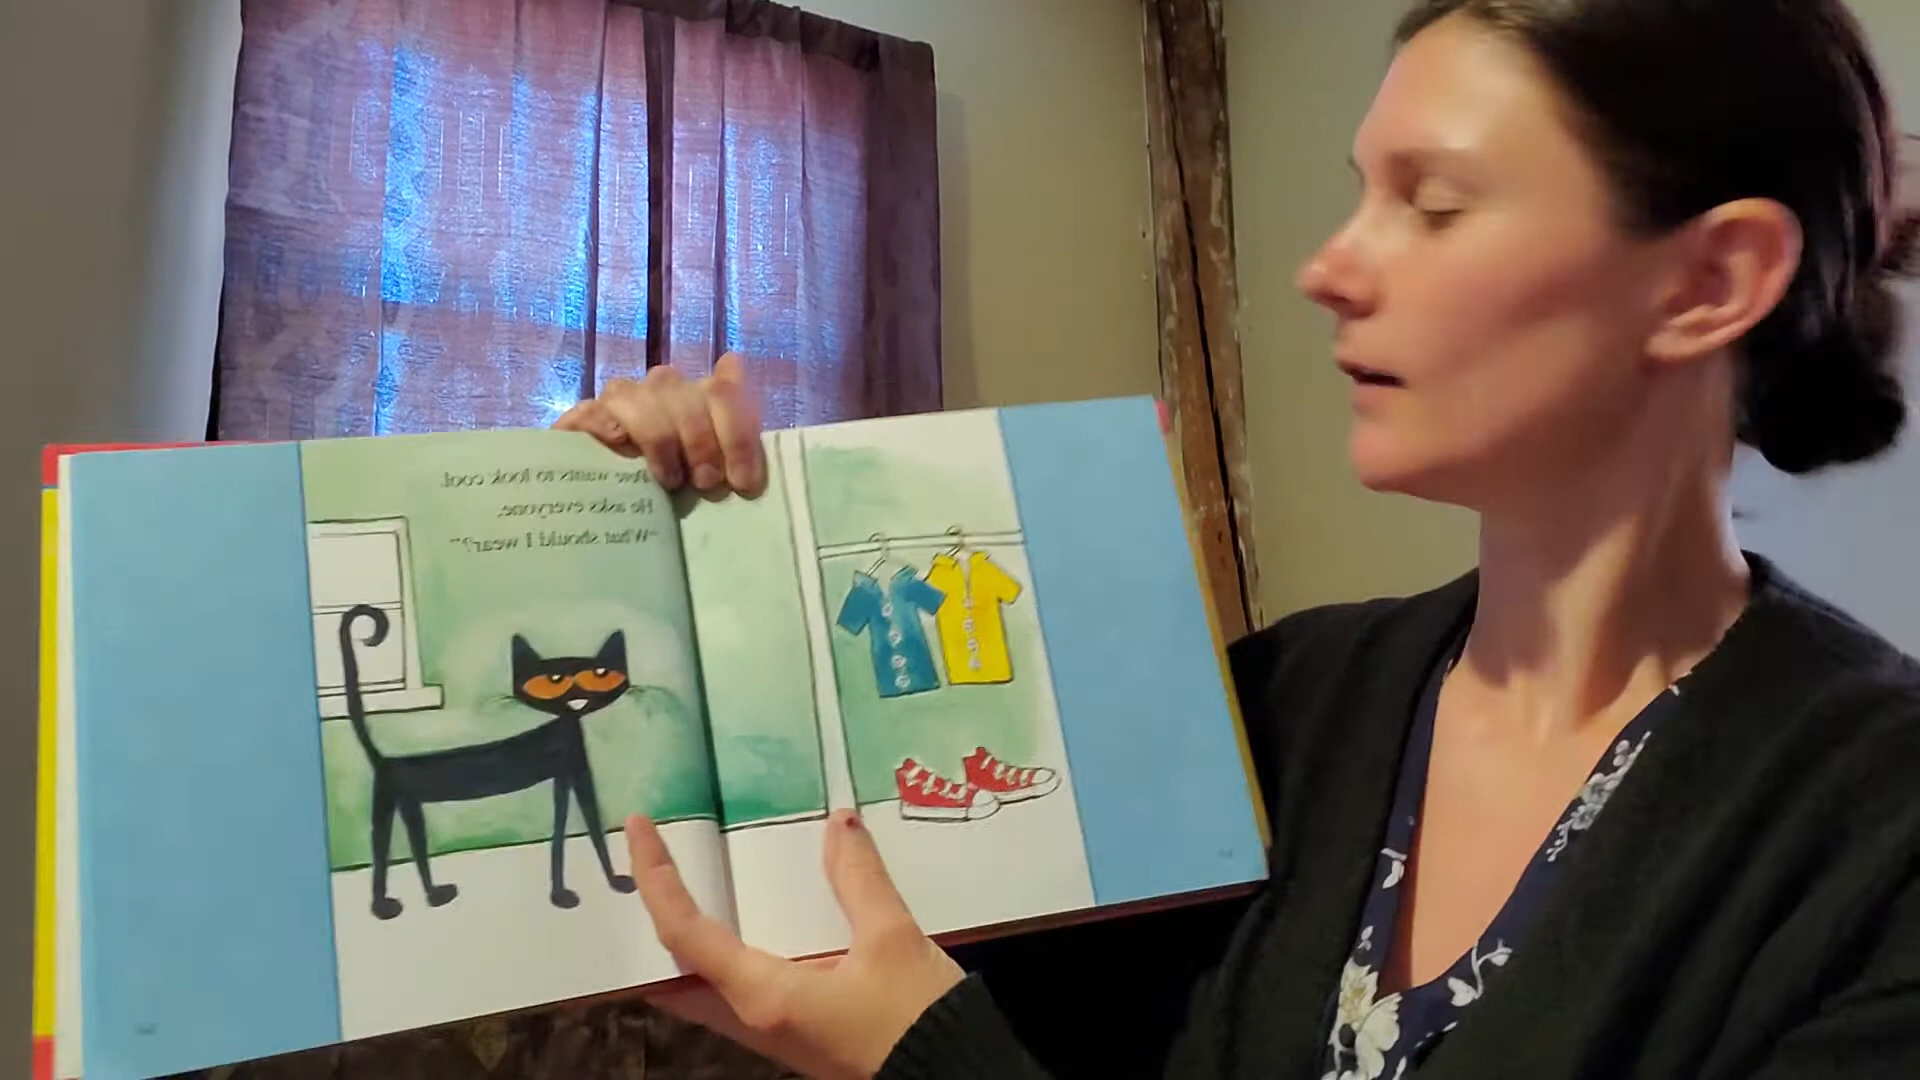 Pete wants to look cool.
He asks everyone,
"What should I wear?"